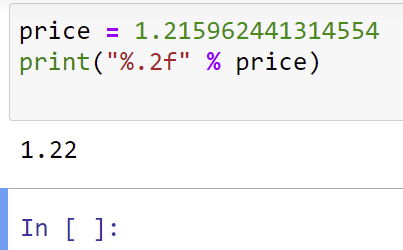 price = 1.215962441314554
print("%.2f" % price)
1.22
In [ ]: